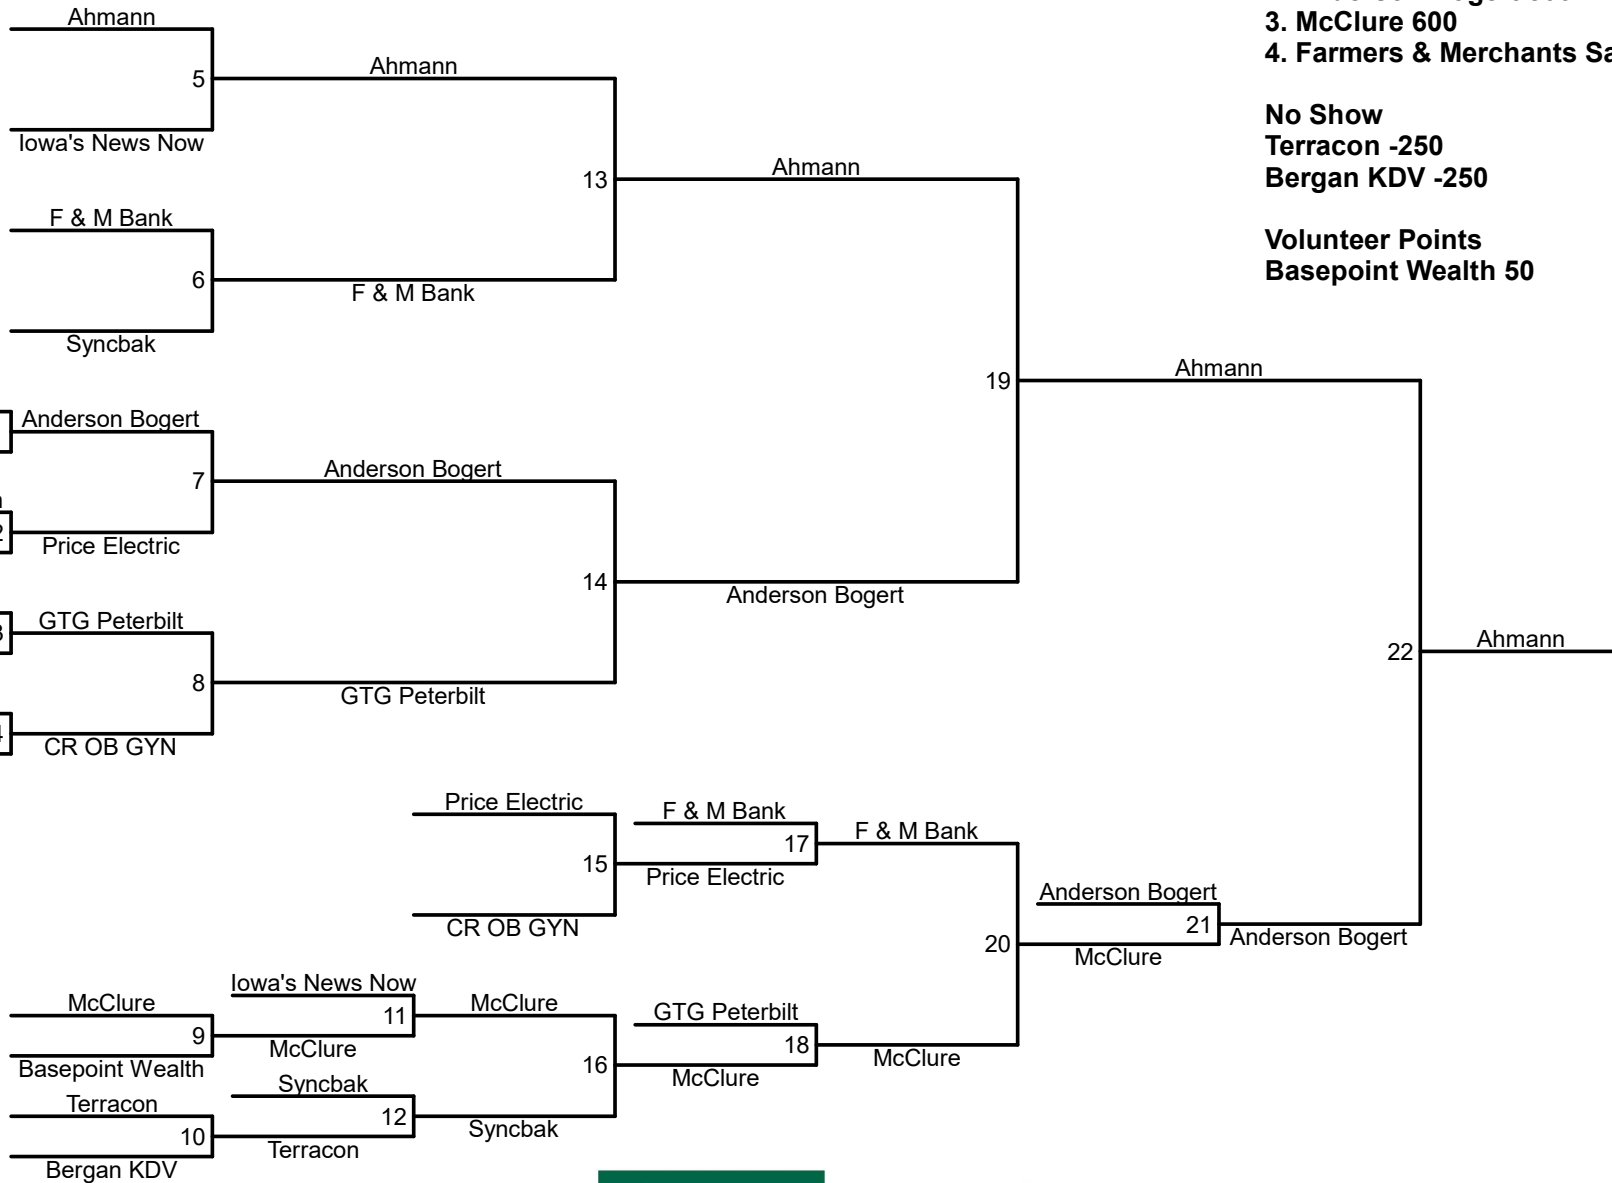 Ahmann
3. McClure 600
4. Farmers & Merchants
5
Ahmann
Iowa's News Now
No Show
Terracon -250
Bergan KDV -250
13
Ahmann
F & M Bank
Volunteer Points
Basepoint Wealth 50
6
F & M Bank
Syncbak
19
Ahmann
Anderson Bogert
7
Anderson Bogert
Price Electric
14
Anderson Bogert
GTG Peterbilt
22
Ahmann
8
GTG Peterbilt
CR OB GYN
Price Electric
F & M Bank
17
F & M Bank
15
Price Electric
Anderson Bogert
21
Anderson Bogert
CR OB GYN
20
McClure
Iowa's News Now
McClure
11
McClure
GTG Peterbilt
9
McClure
18
McClure
Basepoint Wealth
16
McClure
Syncbak
Terracon
12
Syncbak
10
Terracon
Bergan KDV